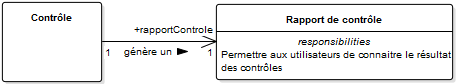 Contrôle
Rapport de contrôle
+rapportControle
responsibilities
1
génère un
1
Permettre aux utilisateurs de connaitre le résultat
des contrôles